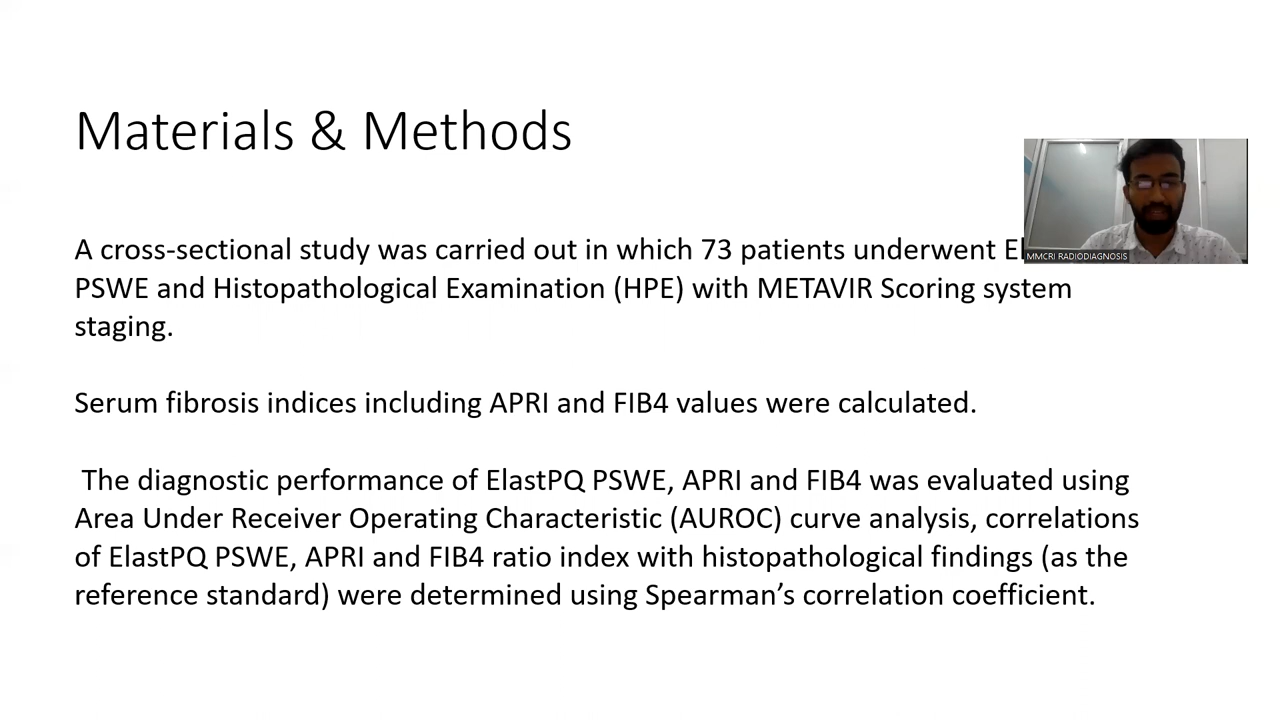 Materials & Methods
A cross-sectional study was carried out in which 73 patients underwent
PSWE and Histopathological Examination (HPE) with METAVIR Scoring system
staging.
Serum fibrosis indices including APRI and FIB4 values were calculated.
The diagnostic performance of ElastPQ PSWE, APRI and FIB4 was evaluated using
Area Under Receiver Operating Characteristic (AUROC) curve analysis, correlations
of ElastPQ PSWE, APRI and FIB4 ratio index with histopathological findings (as the
reference standard) were determined using Spearman’s correlation coefficient.
MMCRI RADIODIAGNOSIS